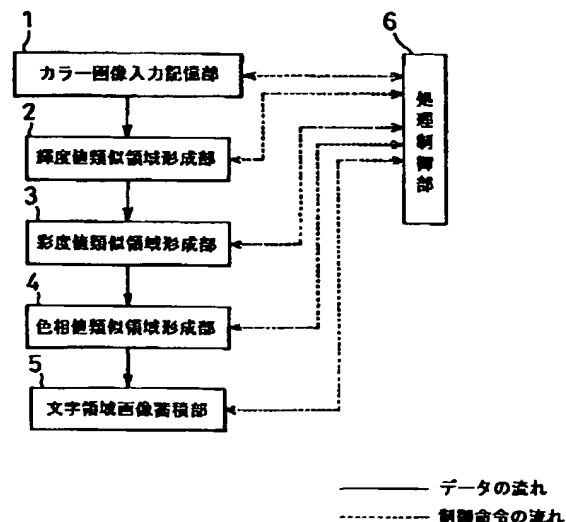 1
カラー画像入力記憶部
2
輝度値類似領域形成部
3
彩度値類似領域形成部
4
色相値類似領域形成部
5
文字領域画像蓄積部
6
処理制御部
データの流れ
制御命令の流れ